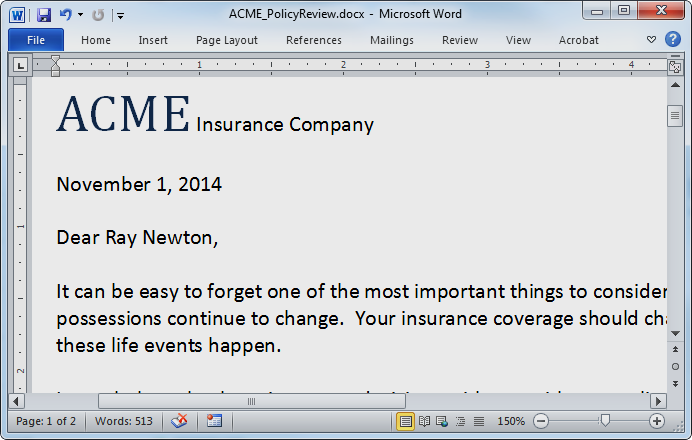 ACME_PolicyReview.docx - Microsoft Word
File Home Insert Page Layout References Mailings Review View Acrobat
1 2 3 4
ACME Insurance Company
November 1, 2014
Dear Ray Newton,
It can be easy to forget one of the most important things to consider
possessions continue to change.  Your insurance coverage should cha
these life events happen.
1
2
Page: 1 of 2 Words: 513 150%